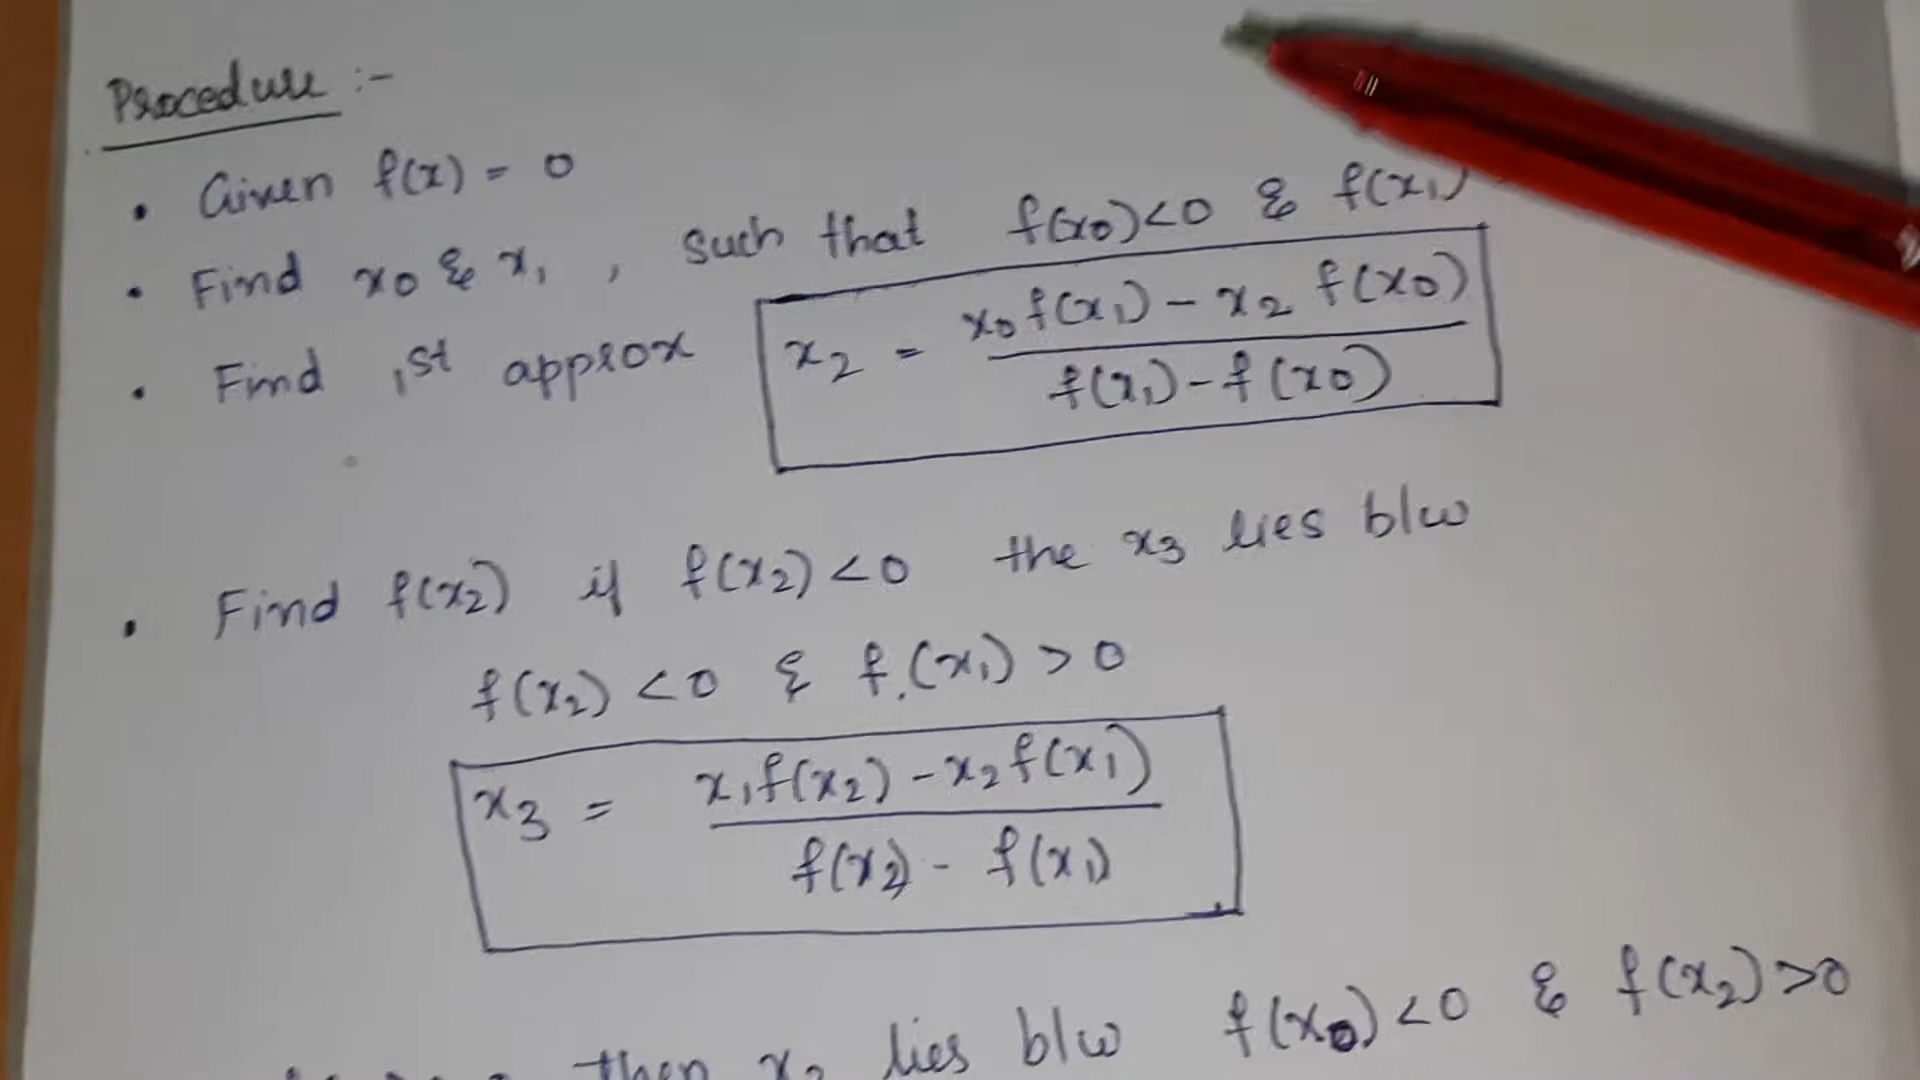 Procedure :-
• Given f(x) = 0
• Find x0 & x1 , such that f(x0)<0 & f(x1)
• Find 1st approx x2 = x0 f(x1) - x2 f(x0) / f(x1) - f(x0)
• Find f(x2) if f(x2) <0 the x3 lies b/w
f(x2) <0 & f.(x1) >0
x3 = x1 f(x2) - x2 f(x1) / f(x2) - f(x1)
then lies b/w f(x0) <0 & f(x2) >0